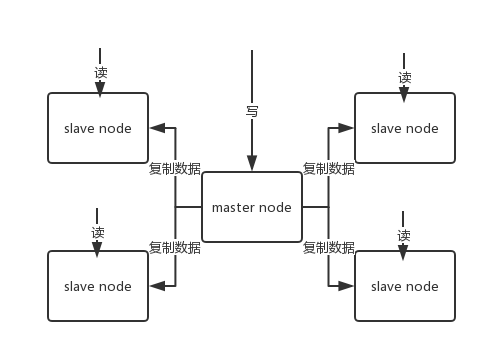 读
写
读
slave node
slave node
复制数据
复制数据
master node
读
读
复制数据
复制数据
slave node
slave node